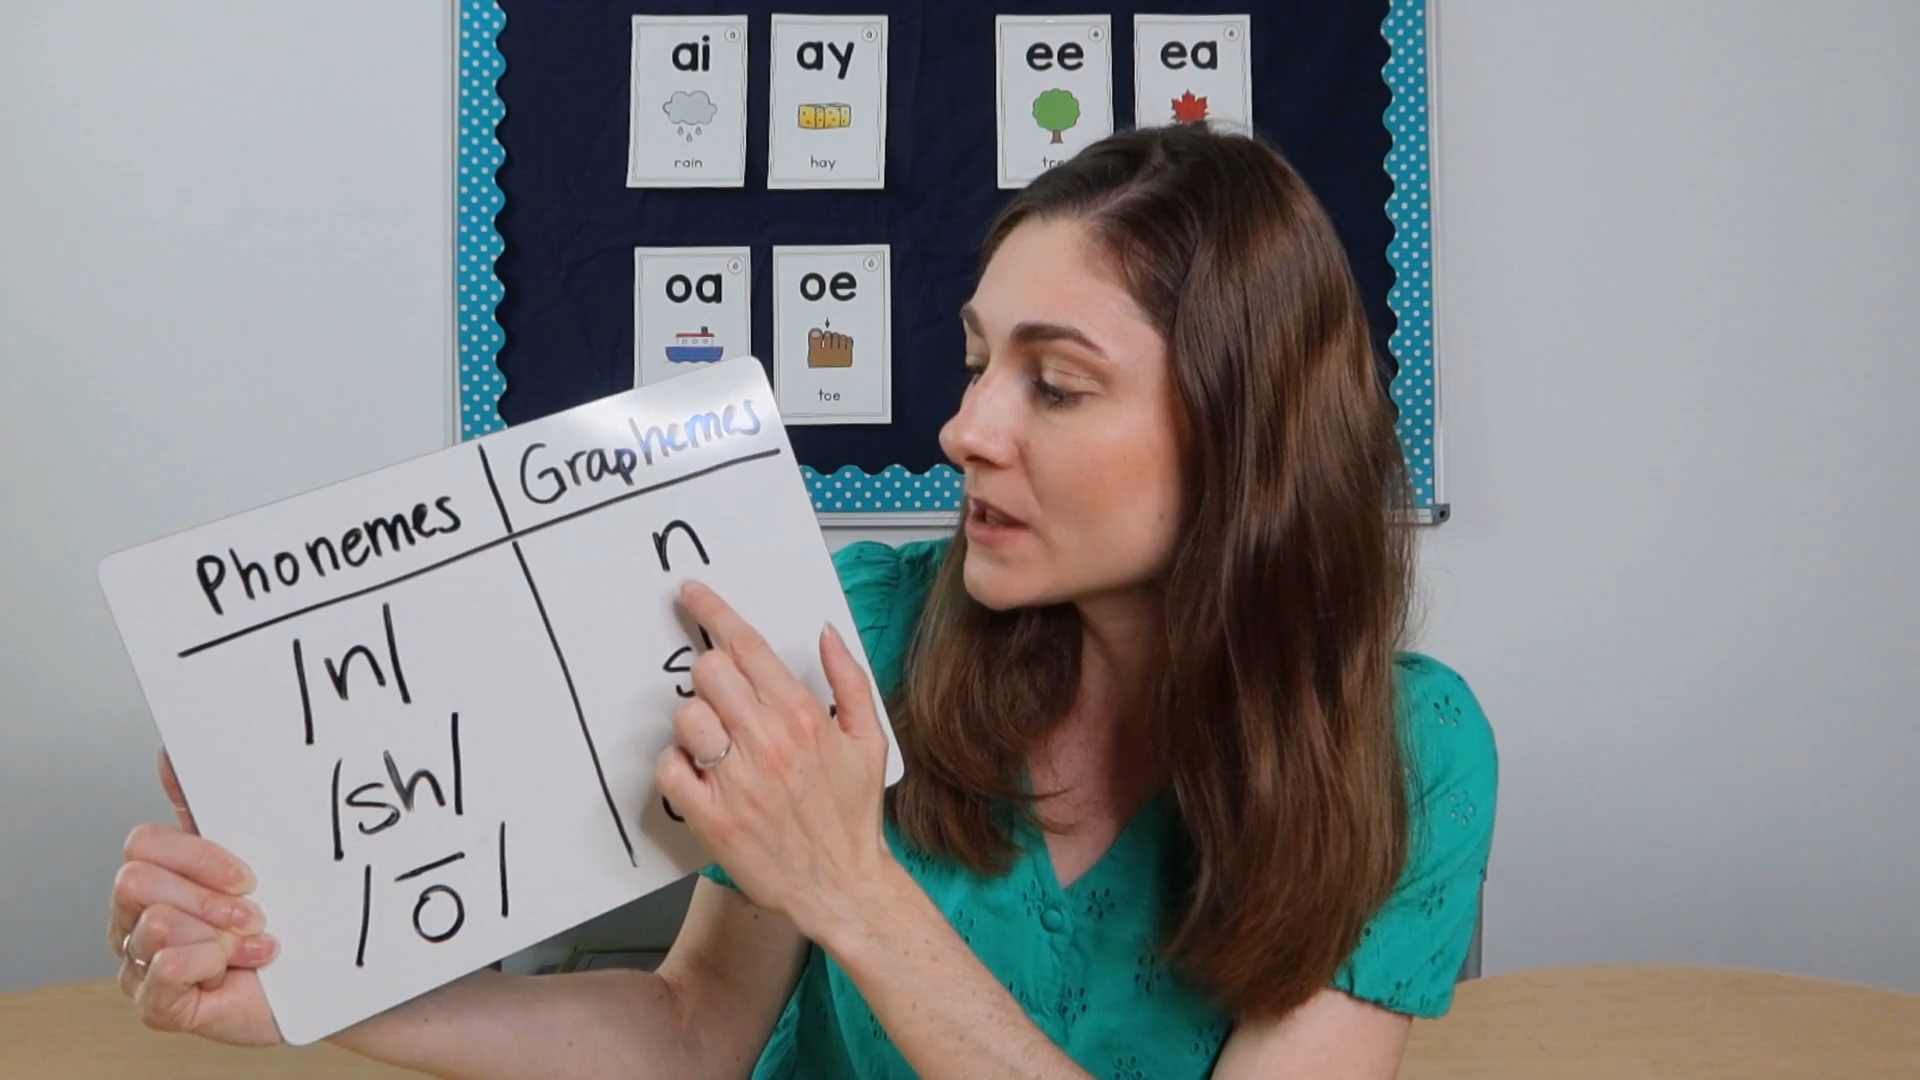 ai ay ee ea
rain hay
oa oe
toe
Phonemes Graphemes
/n/ n
/sh/
/ō/